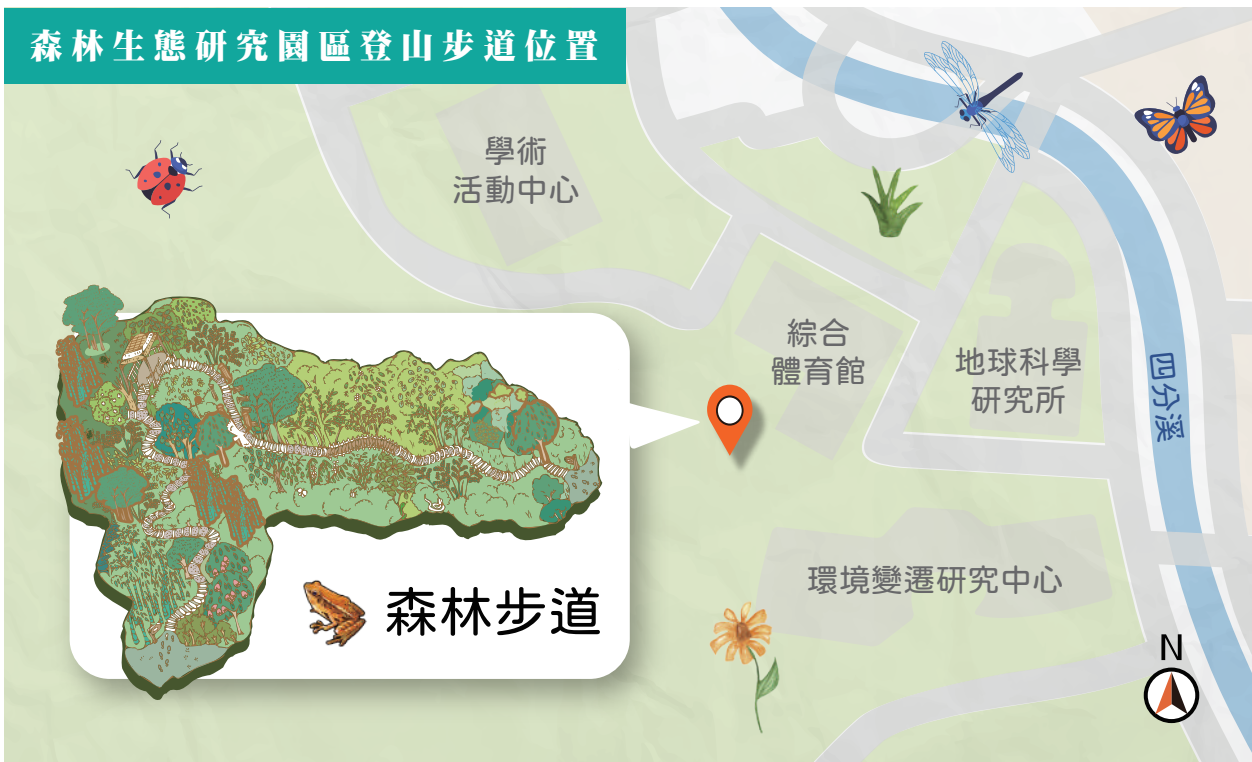 森林生態研究園區登山步道位置
學術
活動中心
綜合
體育館
地球科學
研究所
四分溪
環境變遷研究中心
森林步道
N